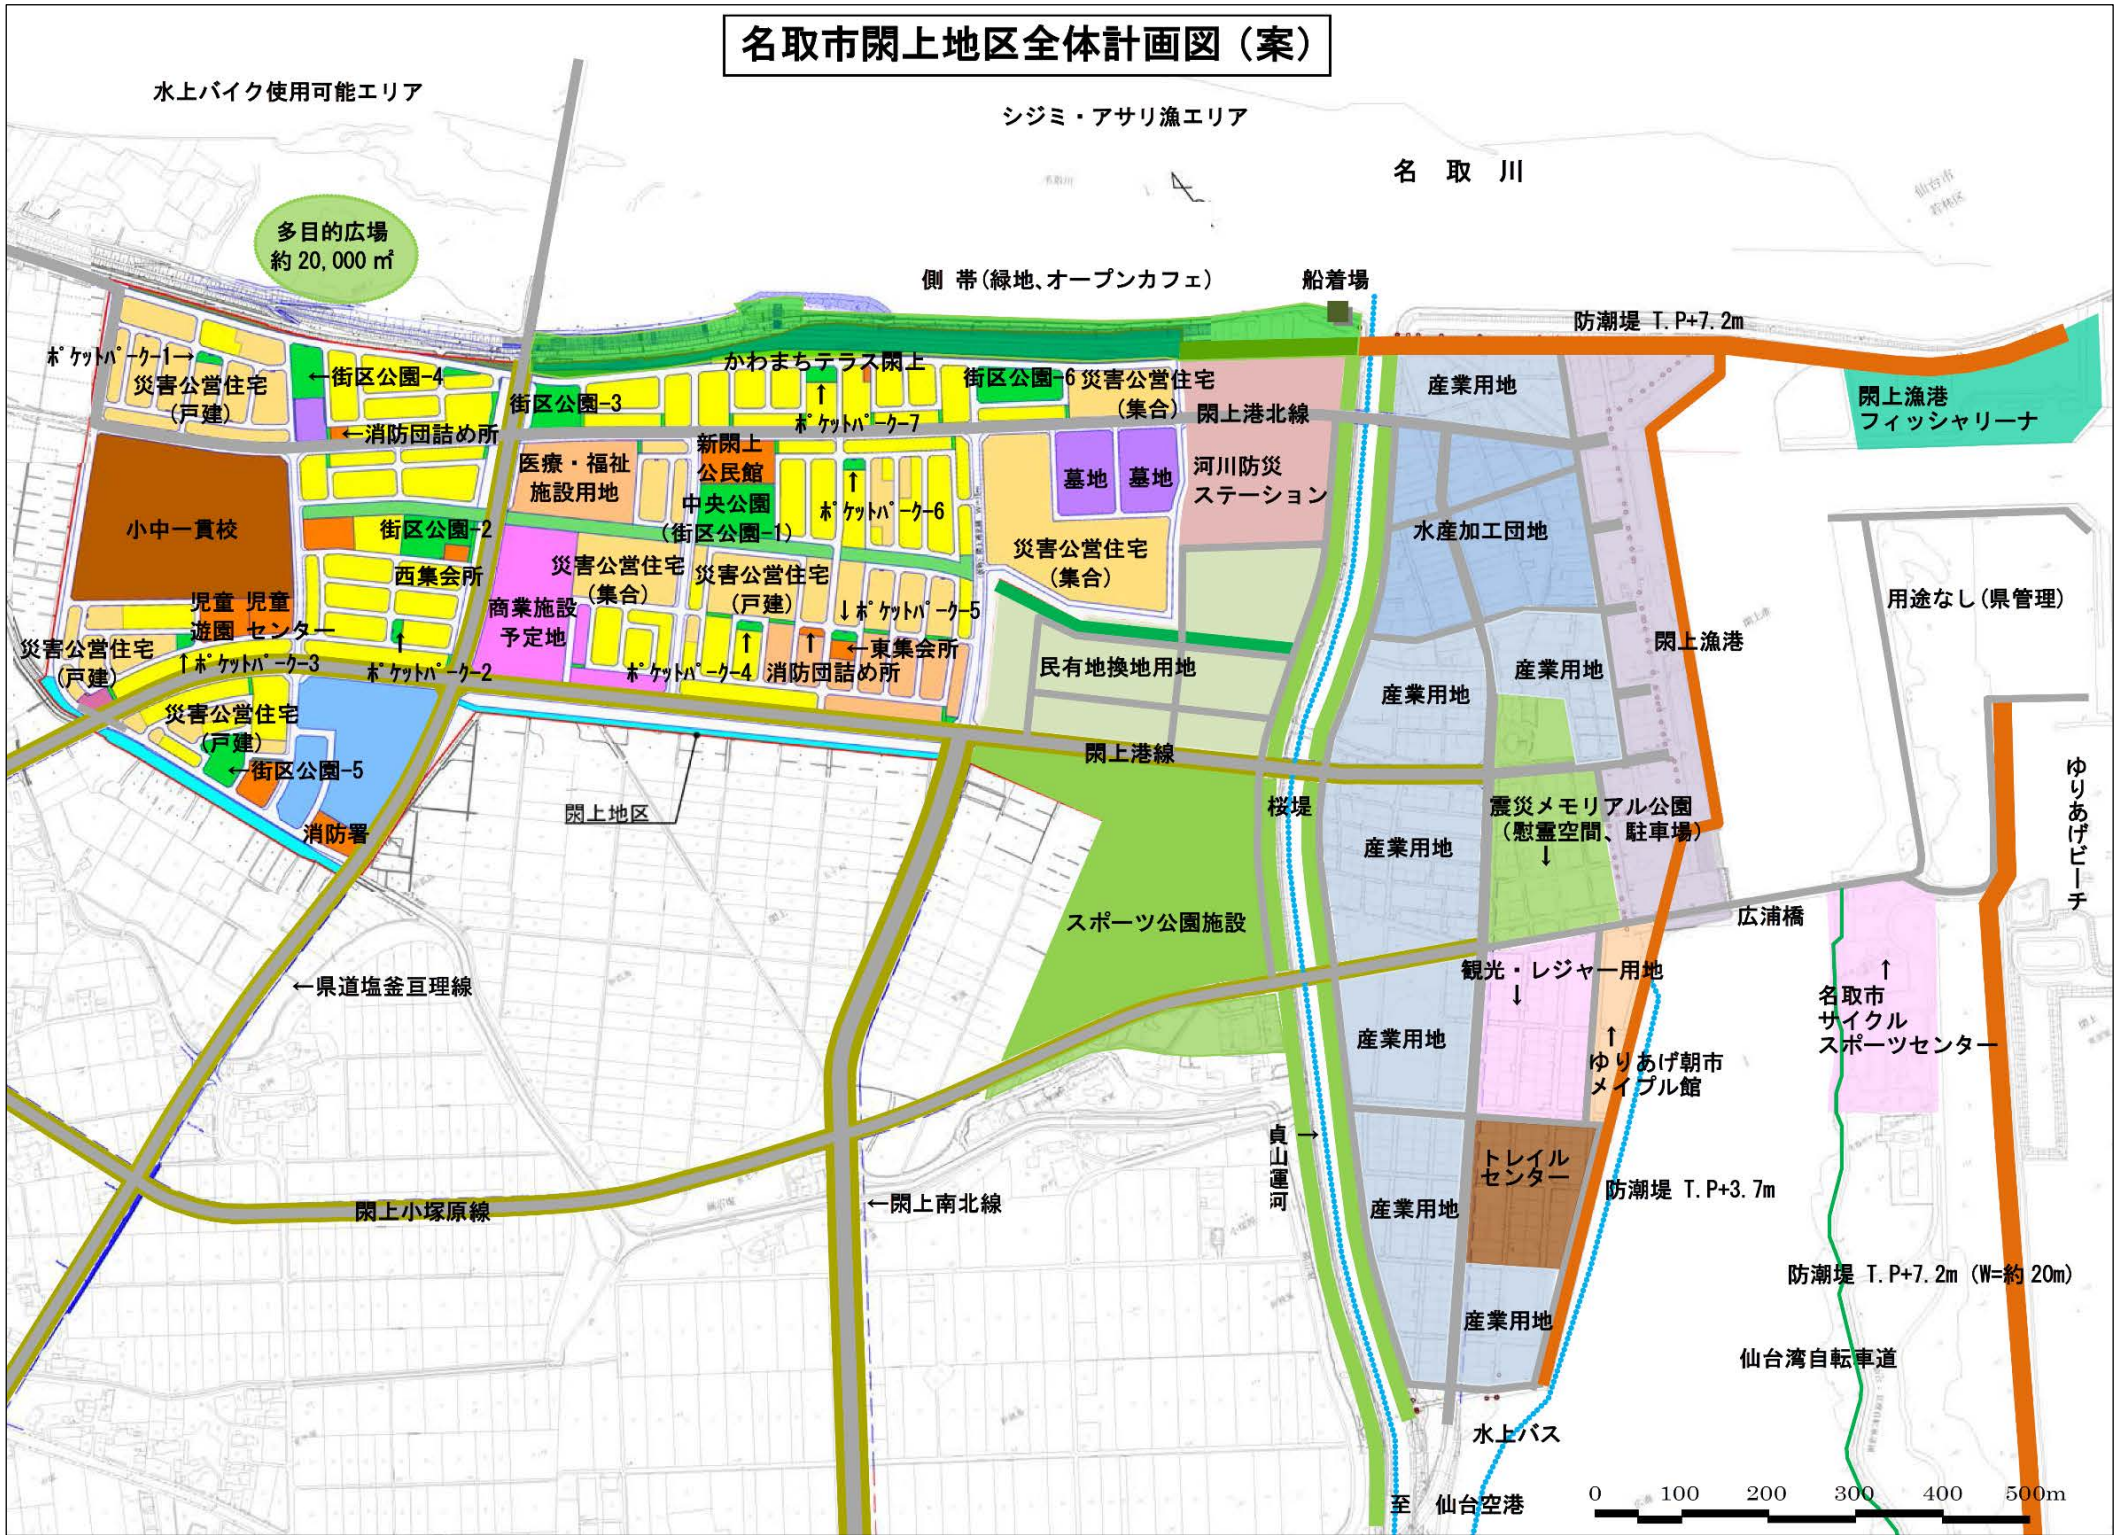 名取市閖上地区全体計画図（案）
水上バイク使用可能エリア
シジミ・アサリ漁エリア
名 取 川
名取川
仙台市
若林区
多目的広場
約20,000㎡
側 帯(緑地、オープンカフェ)
船着場
防潮堤 T.P+7.2m
ﾎﾟｹｯﾄﾊﾟｰｸ-1→
災害公営住宅
(戸建)
←街区公園-4
街区公園-3
←消防団詰め所
かわまちテラス閖上
↑
ﾎﾟｹｯﾄﾊﾟｰｸ-7
街区公園-6
災害公営住宅
(集合)
閖上港北線
産業用地
閖上漁港
フィッシャリーナ
医療・福祉
施設用地
新閖上
公民館
中央公園
(街区公園-1)
↑
ﾎﾟｹｯﾄﾊﾟｰｸ-6
墓地
墓地
河川防災
ステーション
小中一貫校
街区公園-2
西集会所
災害公営住宅
(集合)
水産加工団地
商業施設
予定地
災害公営住宅
(集合)
災害公営住宅
(戸建)
↓ﾎﾟｹｯﾄﾊﾟｰｸ-5
←東集会所
児童
遊園
児童
センター
災害公営住宅
(戸建)
↑ﾎﾟｹｯﾄﾊﾟｰｸ-3
↑
ﾎﾟｹｯﾄﾊﾟｰｸ-2
↑
ﾎﾟｹｯﾄﾊﾟｰｸ-4
↑
消防団詰め所
民有地換地用地
用途なし(県管理)
閖上漁港
産業用地
産業用地
災害公営住宅
(戸建)
←街区公園-5
消防署
閖上地区
閖上港線
桜堤
産業用地
震災メモリアル公園
(慰霊空間、駐車場)
↓
ゆりあげビーチ
スポーツ公園施設
広浦橋
←県道塩釜亘理線
観光・レジャー用地
↓
産業用地
↑
ゆりあげ朝市
メイプル館
↑
名取市
サイクル
スポーツセンター
貞山運河
→
トレイル
センター
産業用地
防潮堤 T.P+3.7m
閖上小塚原線
←閖上南北線
防潮堤 T.P+7.2m (W=約20m)
産業用地
仙台湾自転車道
水上バス
至 仙台空港
0 100 200 300 400 500m